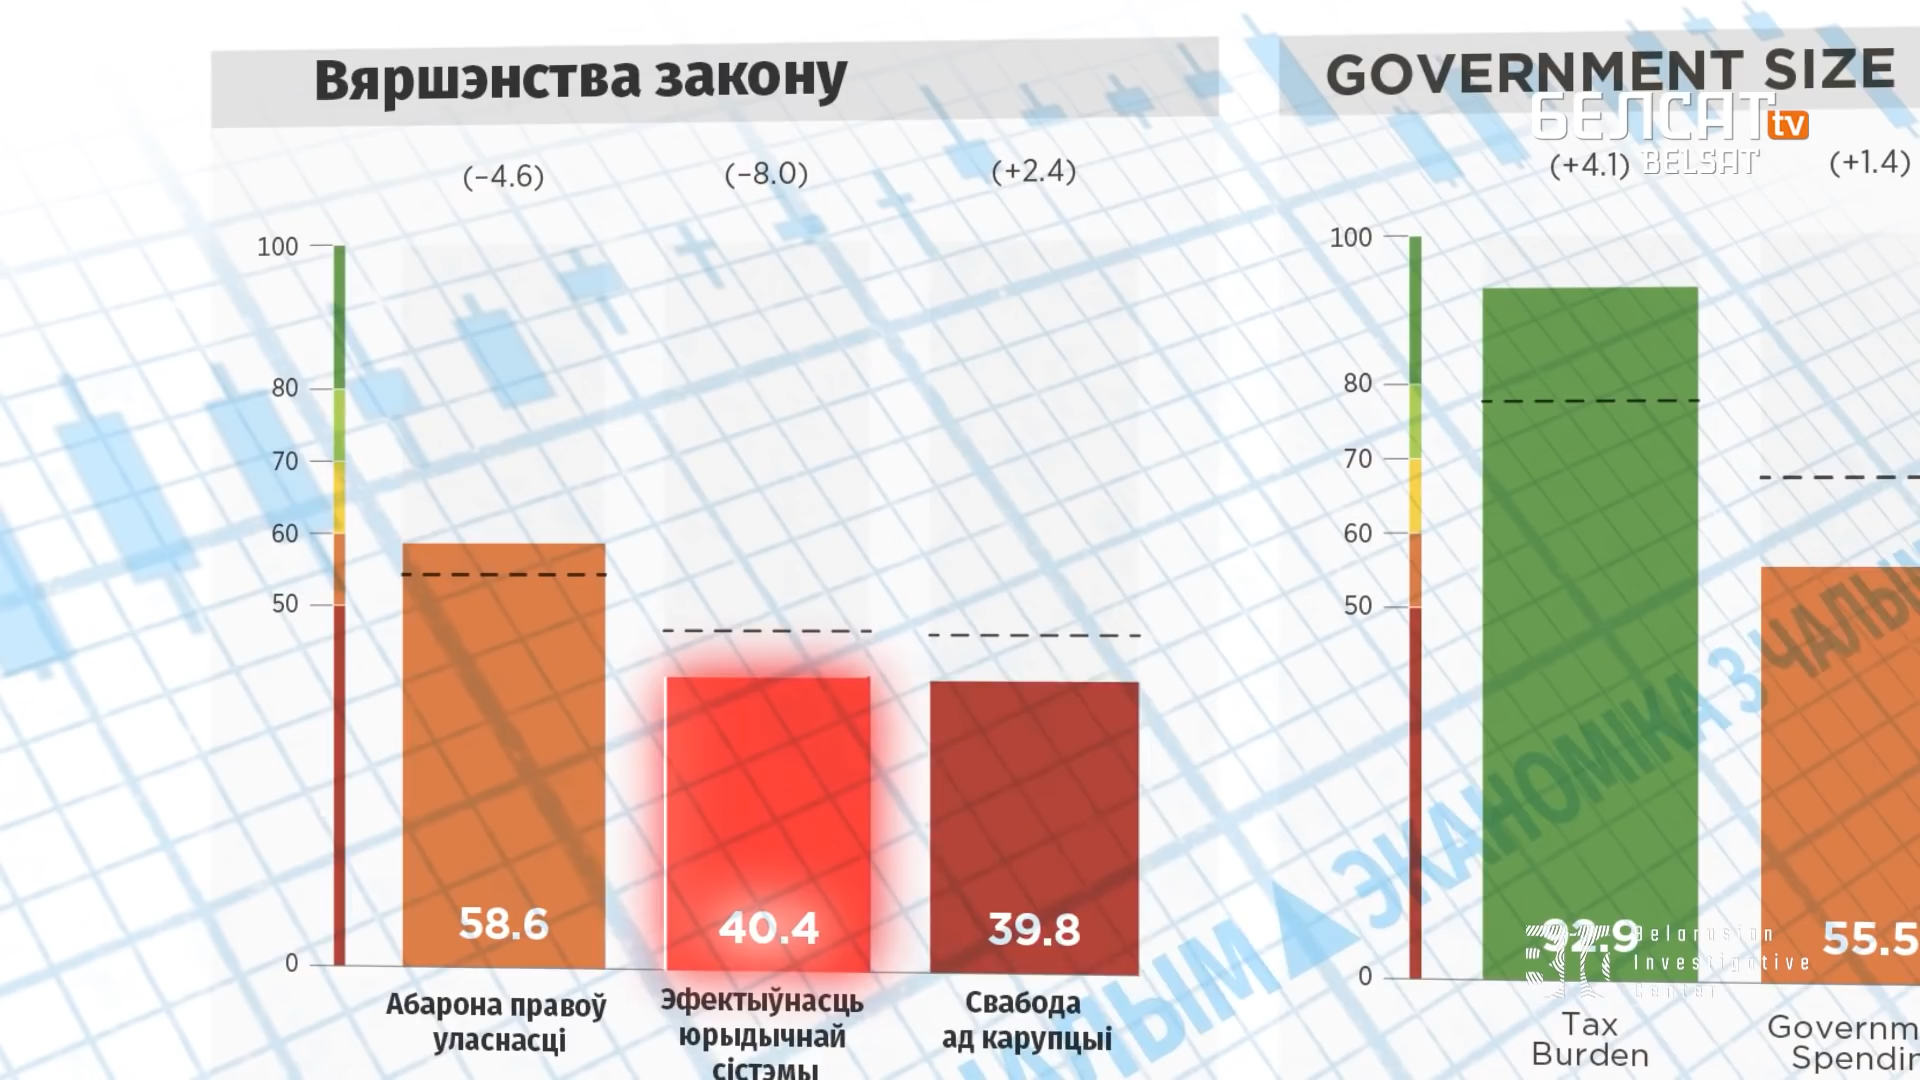 Вяршэнства закону
(-4.6)
(-8.0)
(+2.4)
100
80
70
60
50
0
58.6
40.4
39.8
Абарона правоў
уласнасці
Эфектыўнасць
юрыдычнай
сістэмы
Свабода
ад карупцыі
GOVERNMENT SIZE
БЕЛСАТ tv
BELSAT
(+4.1)
(+1.4)
100
80
70
60
50
0
92.9
55.5
Tax
Burden
Belarusian
Investigative
Center
ЭКАНОМІКА З